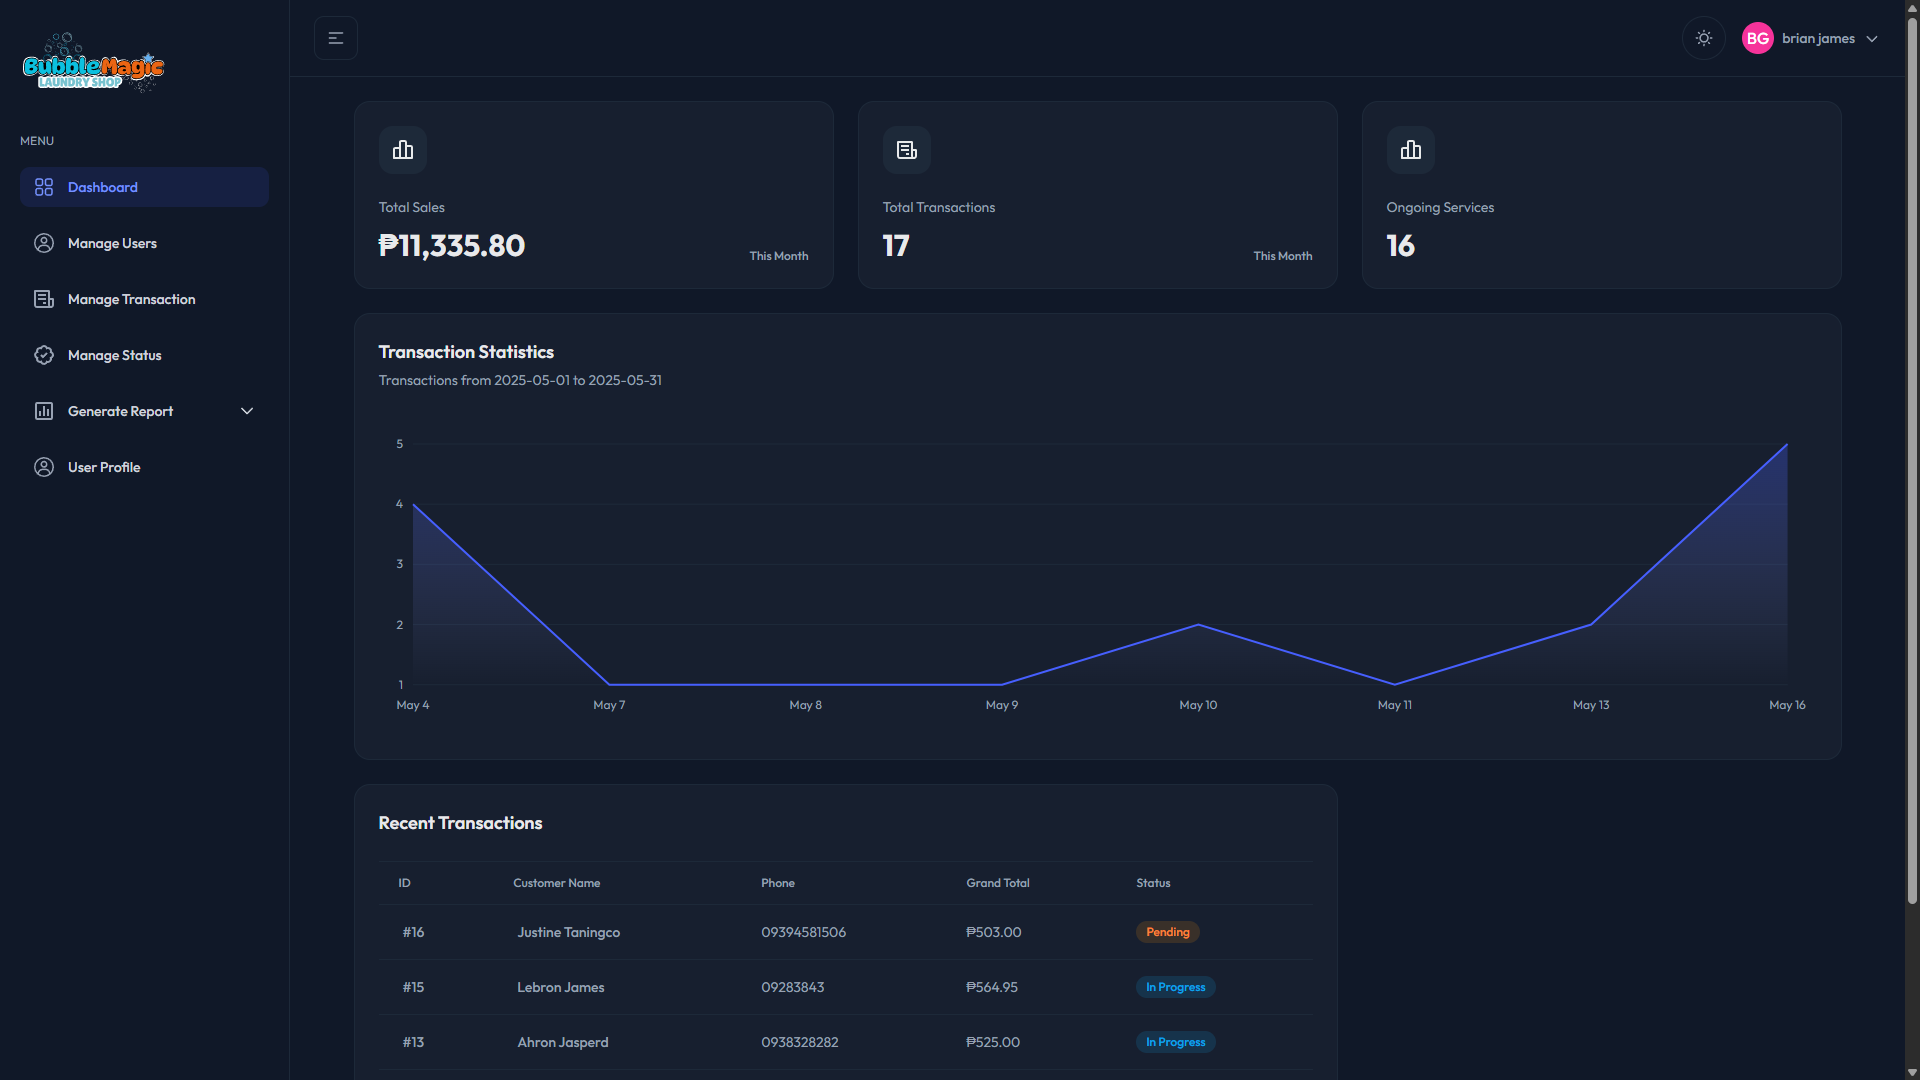 BubbleMagic
LAUNDRY SHOP
BG brian james
MENU
Dashboard
Manage Users
Manage Transaction
Manage Status
Generate Report
User Profile
Total Sales
₱11,335.80
This Month
Total Transactions
17
This Month
Ongoing Services
16
Transaction Statistics
Transactions from 2025-05-01 to 2025-05-31
5
4
3
2
1
May 4 May 7 May 8 May 9 May 10 May 11 May 13 May 16
Recent Transactions
ID Customer Name Phone Grand Total Status
#16 Justine Taningco 09394581506 ₱503.00 Pending
#15 Lebron James 09283843 ₱564.95 In Progress
#13 Ahron Jasperd 0938328282 ₱525.00 In Progress